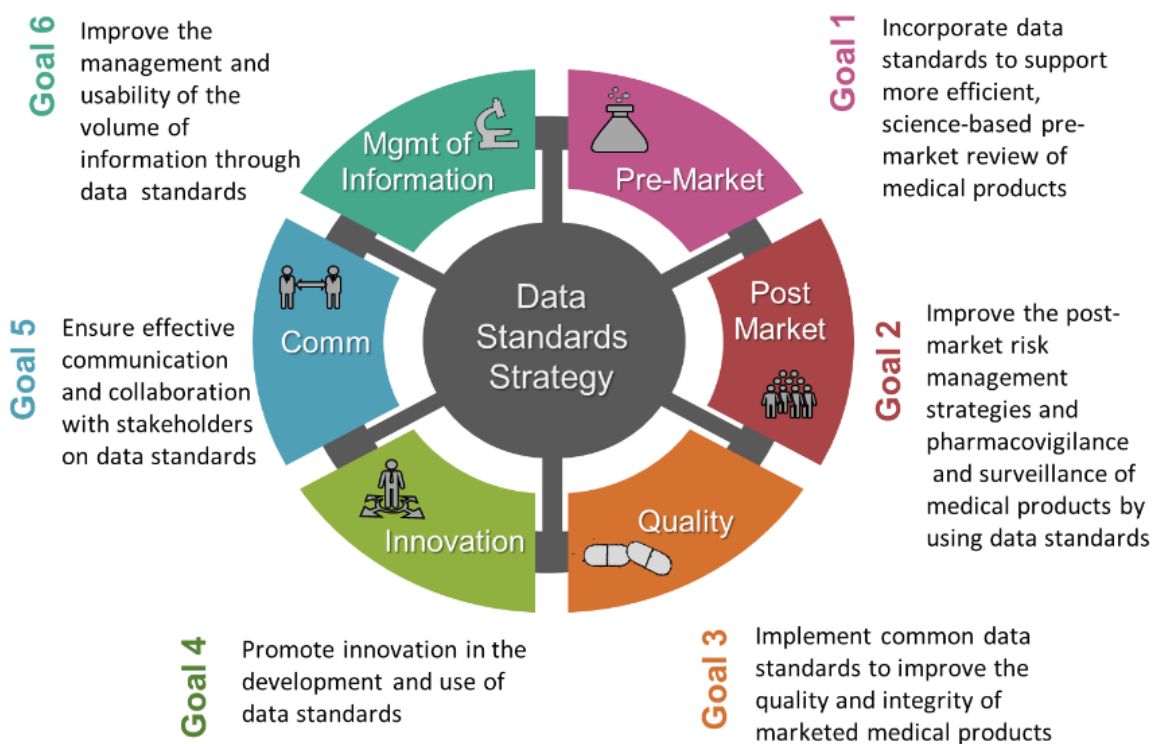 Goal 6
Improve the
management and
usability of the
volume of
information through
data standards
Goal 1
Incorporate data
standards to support
more efficient,
science-based pre-
market review of
medical products
Mgmt of
Information
Pre-Market
Data
Standards
Strategy
Post
Market
Goal 2
Improve the post-
market risk
management
strategies and
pharmacovigilance
and surveillance of
medical products by
using data standards
Comm
Goal 5
Ensure effective
communication
and collaboration
with stakeholders
on data standards
Innovation
Quality
Goal 4
Promote innovation in the
development and use of
data standards
Goal 3
Implement common data
standards to improve the
quality and integrity of
marketed medical products